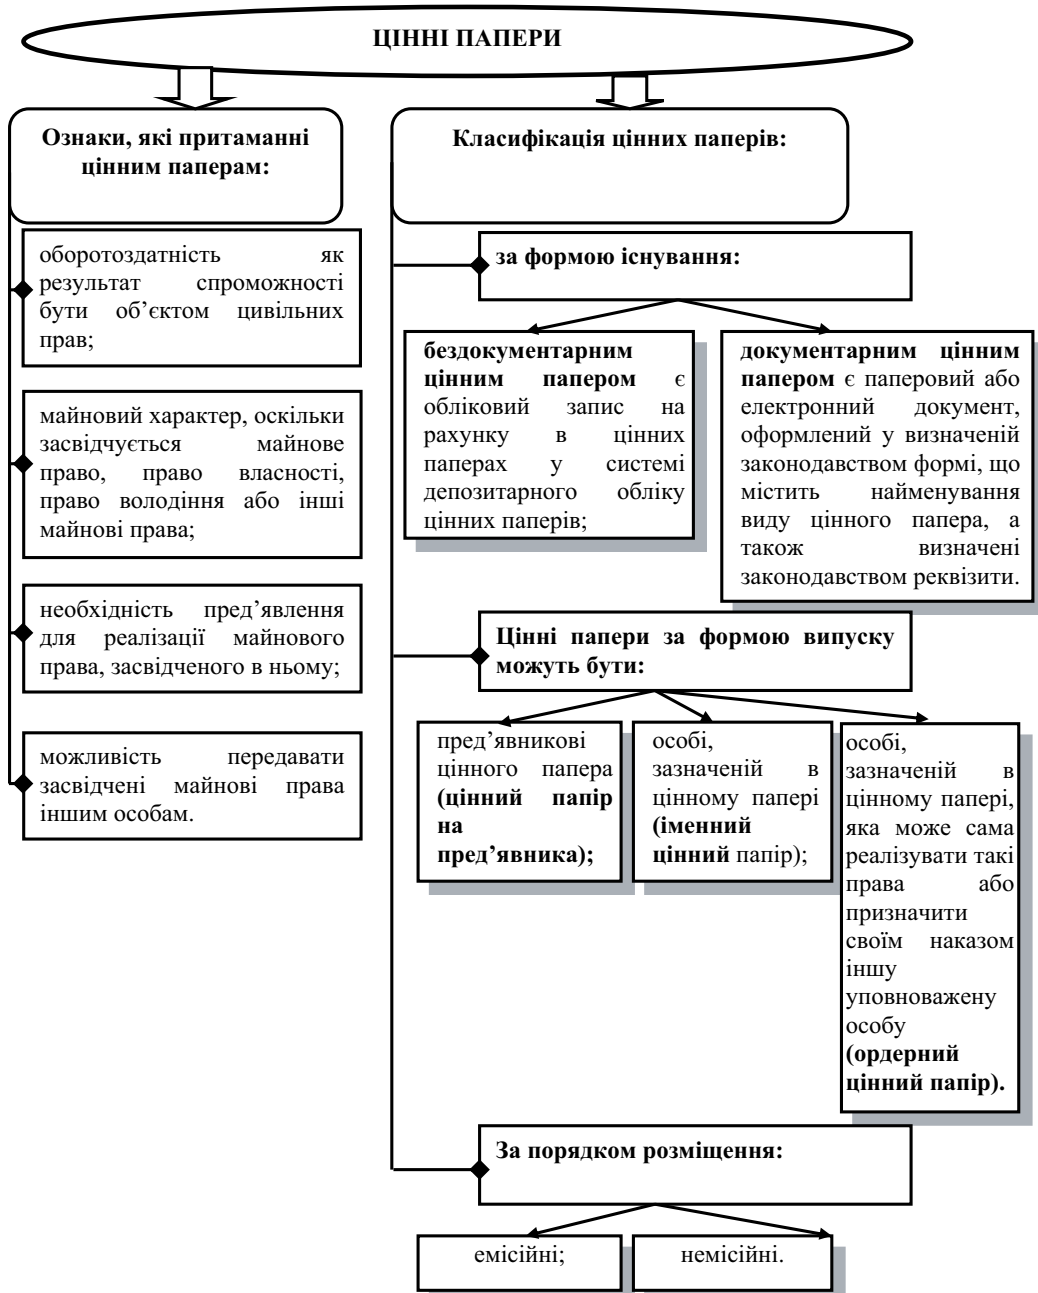 ЦІННІ ПАПЕРИ
Ознаки, які притаманні
цінним паперам:
оборотоздатність як
результат спроможності
бути об’єктом цивільних
прав;
майновий характер, оскільки
засвідчується майнове
право, право власності,
право володіння або інші
майнові права;
необхідність пред’явлення
для реалізації майнового
права, засвідченого в ньому;
можливість передавати
засвідчені майнові права
іншим особам.
Класифікація цінних паперів:
за формою існування:
бездокументарним
цінним папером є
обліковий запис на
рахунку в цінних
паперах у системі
депозитарного обліку
цінних паперів;
документарним цінним
папером є паперовий або
електронний документ,
оформлений у визначеній
законодавством формі, що
містить найменування
виду цінного папера, а
також визначені
законодавством реквізити.
Цінні папери за формою випуску
можуть бути:
пред’явникові
цінного папера
(цінний папір
на
пред’явника);
особі,
зазначеній в
цінному папері
(іменний
цінний папір);
особі,
зазначеній в
цінному папері,
яка може сама
реалізувати такі
права або
призначити
своїм наказом
іншу
уповноважену
особу
(ордерний
цінний папір).
За порядком розміщення:
емісійні;
немісійні.